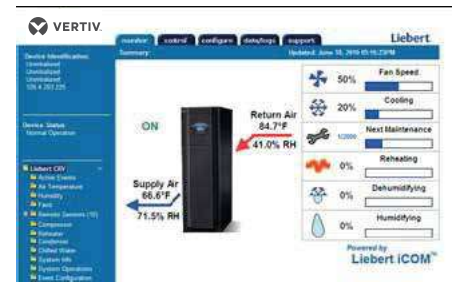 VERTIV
monitor control configure data/logs support
Liebert
Summary
Updated: June 10, 2016 05:16:23PM
Device Identification:
Uninitialized
Uninitialized
Uninitialized
Device Status:
Normal Operation
Liebert CRV
Active Events
Air Temperature
Humidity
Fans
Remote Sensors (10)
Compressor
Reheater
Condenser
Chilled Water
System Info
System Operations
Event Configuration
ON
Return Air
84.7°F
41.0% RH
Supply Air
66.6°F
71.5% RH
50% Fan Speed
20% Cooling
Next Maintenance
0% Reheating
0% Dehumidifying
0% Humidifying
Powered by
Liebert iCOM™